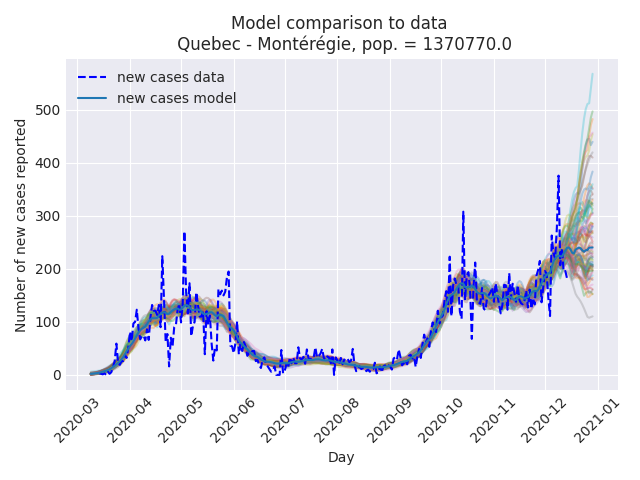 Model comparison to data
Quebec - Montérégie, pop. = 1370770.0
new cases data
new cases model
Number of new cases reported
500
400
300
200
100
0
2020-03
2020-04
2020-05
2020-06
2020-07
2020-08
2020-09
2020-10
2020-11
2020-12
2021-01
Day